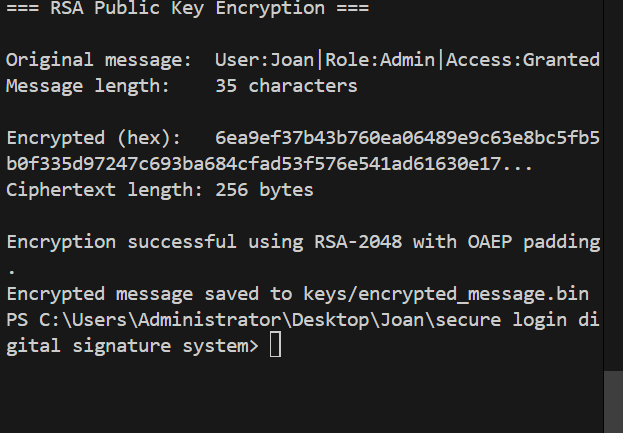 === RSA Public Key Encryption ===
Original message:  User:Joan|Role:Admin|Access:Granted
Message length:    35 characters
Encrypted (hex):   6ea9ef37b43b760ea06489e9c63e8bc5fb5
b0f335d97247c693ba684cfad53f576e541ad61630e17...
Ciphertext length: 256 bytes
Encryption successful using RSA-2048 with OAEP padding
.
Encrypted message saved to keys/encrypted_message.bin
PS C:\Users\Administrator\Desktop\Joan\secure login di
gital signature system>